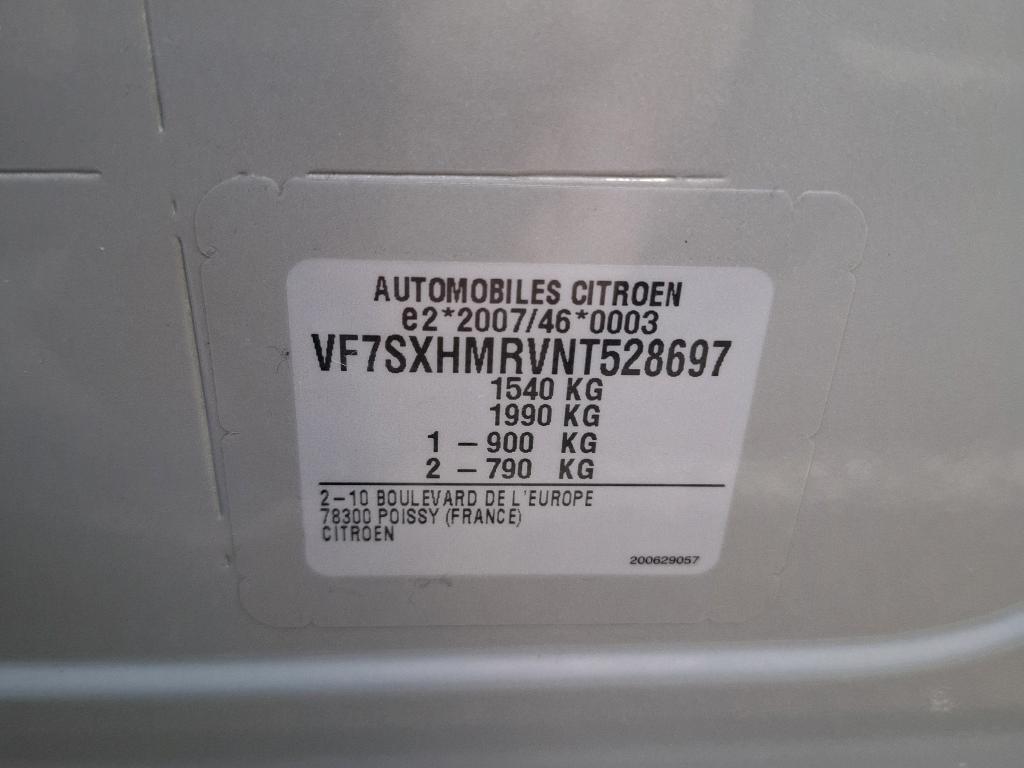 AUTOMOBILES CITROEN
e2*2007/46*0003
VF7SXHMRVNT528697
1540 KG
1990 KG
1 – 900 KG
2 – 790 KG
2–10 BOULEVARD DE L'EUROPE
78300 POISSY (FRANCE)
CITROEN
200629057